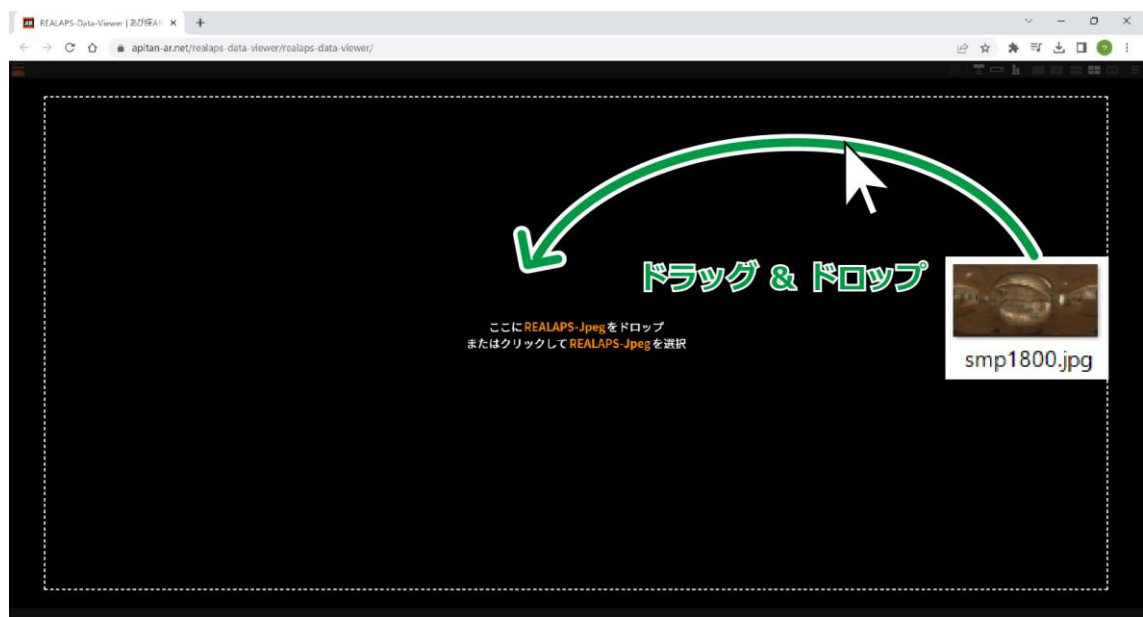 REALAPS-Data-Viewer | あび探AR
apitan-ar.net/realaps-data-viewer/realaps-data-viewer/
ドラッグ & ドロップ
smp1800.jpg
ここにREALAPS-Jpegをドロップ
またはクリックしてREALAPS-Jpegを選択